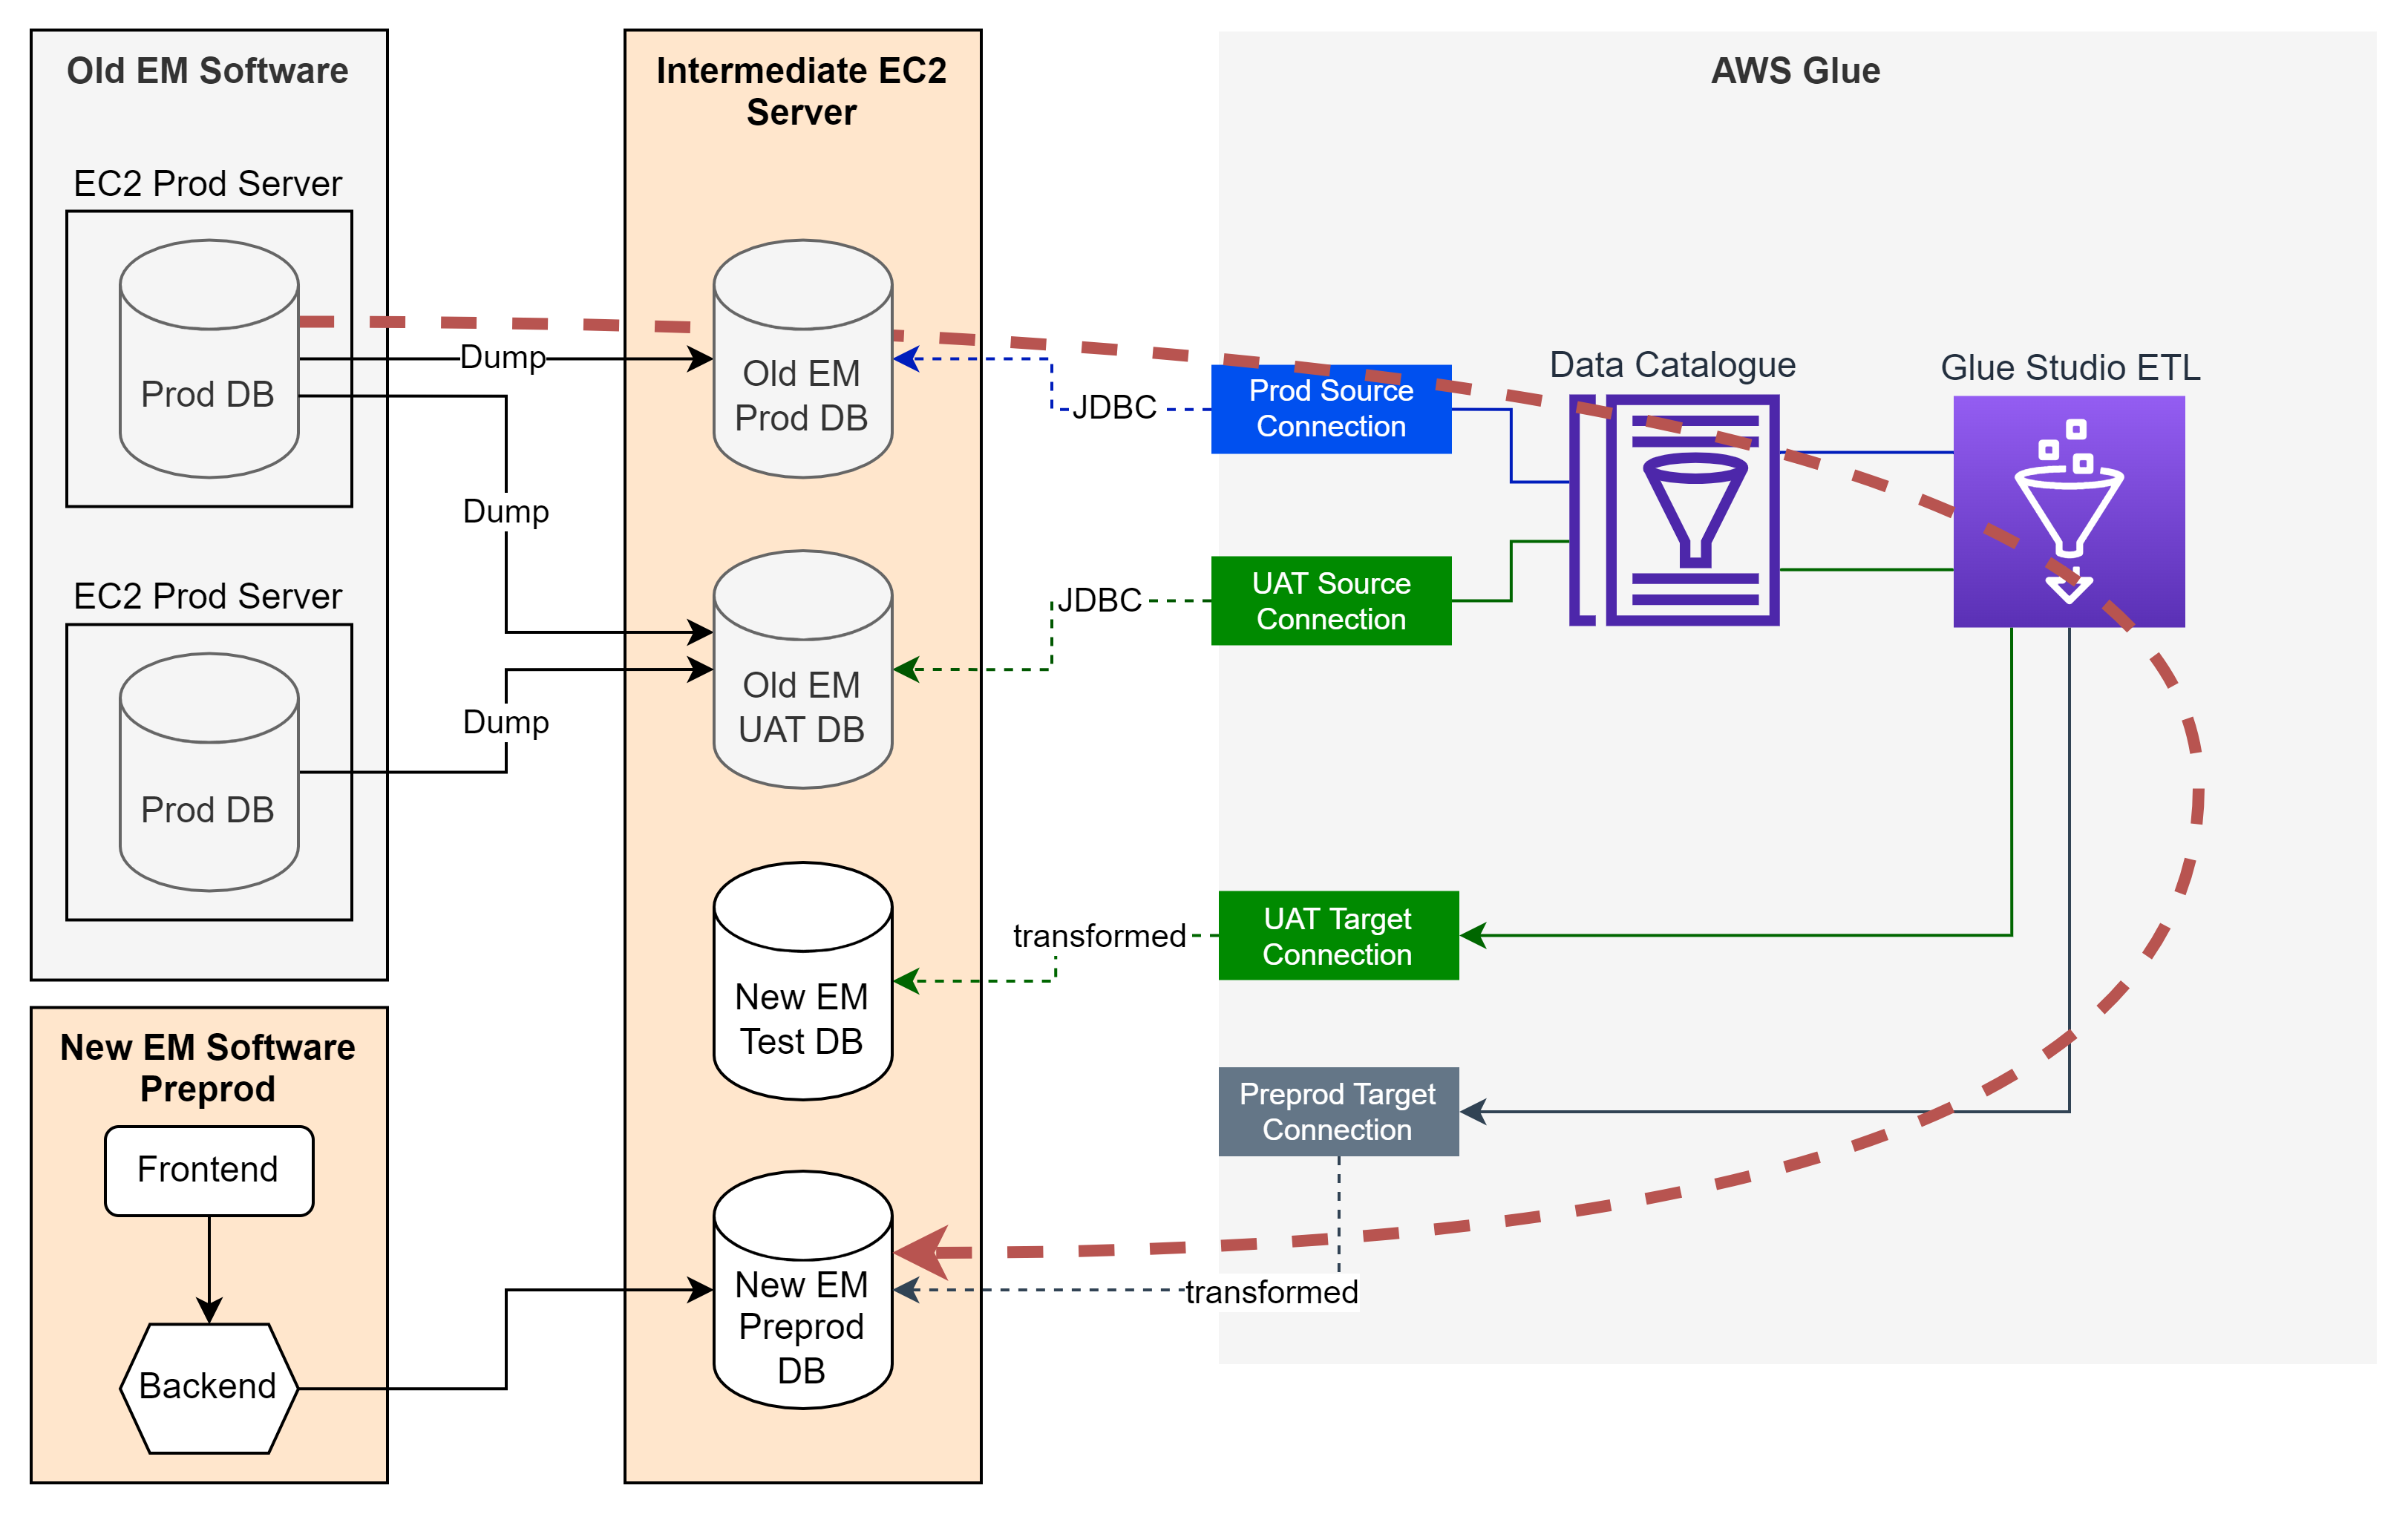 Old EM Software
EC2 Prod Server
Prod DB
EC2 Prod Server
Prod DB
Dump
Dump
Dump
New EM Software
Preprod
Frontend
Backend
Intermediate EC2
Server
Old EM
Prod DB
Old EM
UAT DB
New EM
Test DB
New EM
Preprod
DB
JDBC
JDBC
transformed
transformed
AWS Glue
Prod Source
Connection
UAT Source
Connection
Data Catalogue
Glue Studio ETL
UAT Target
Connection
Preprod Target
Connection